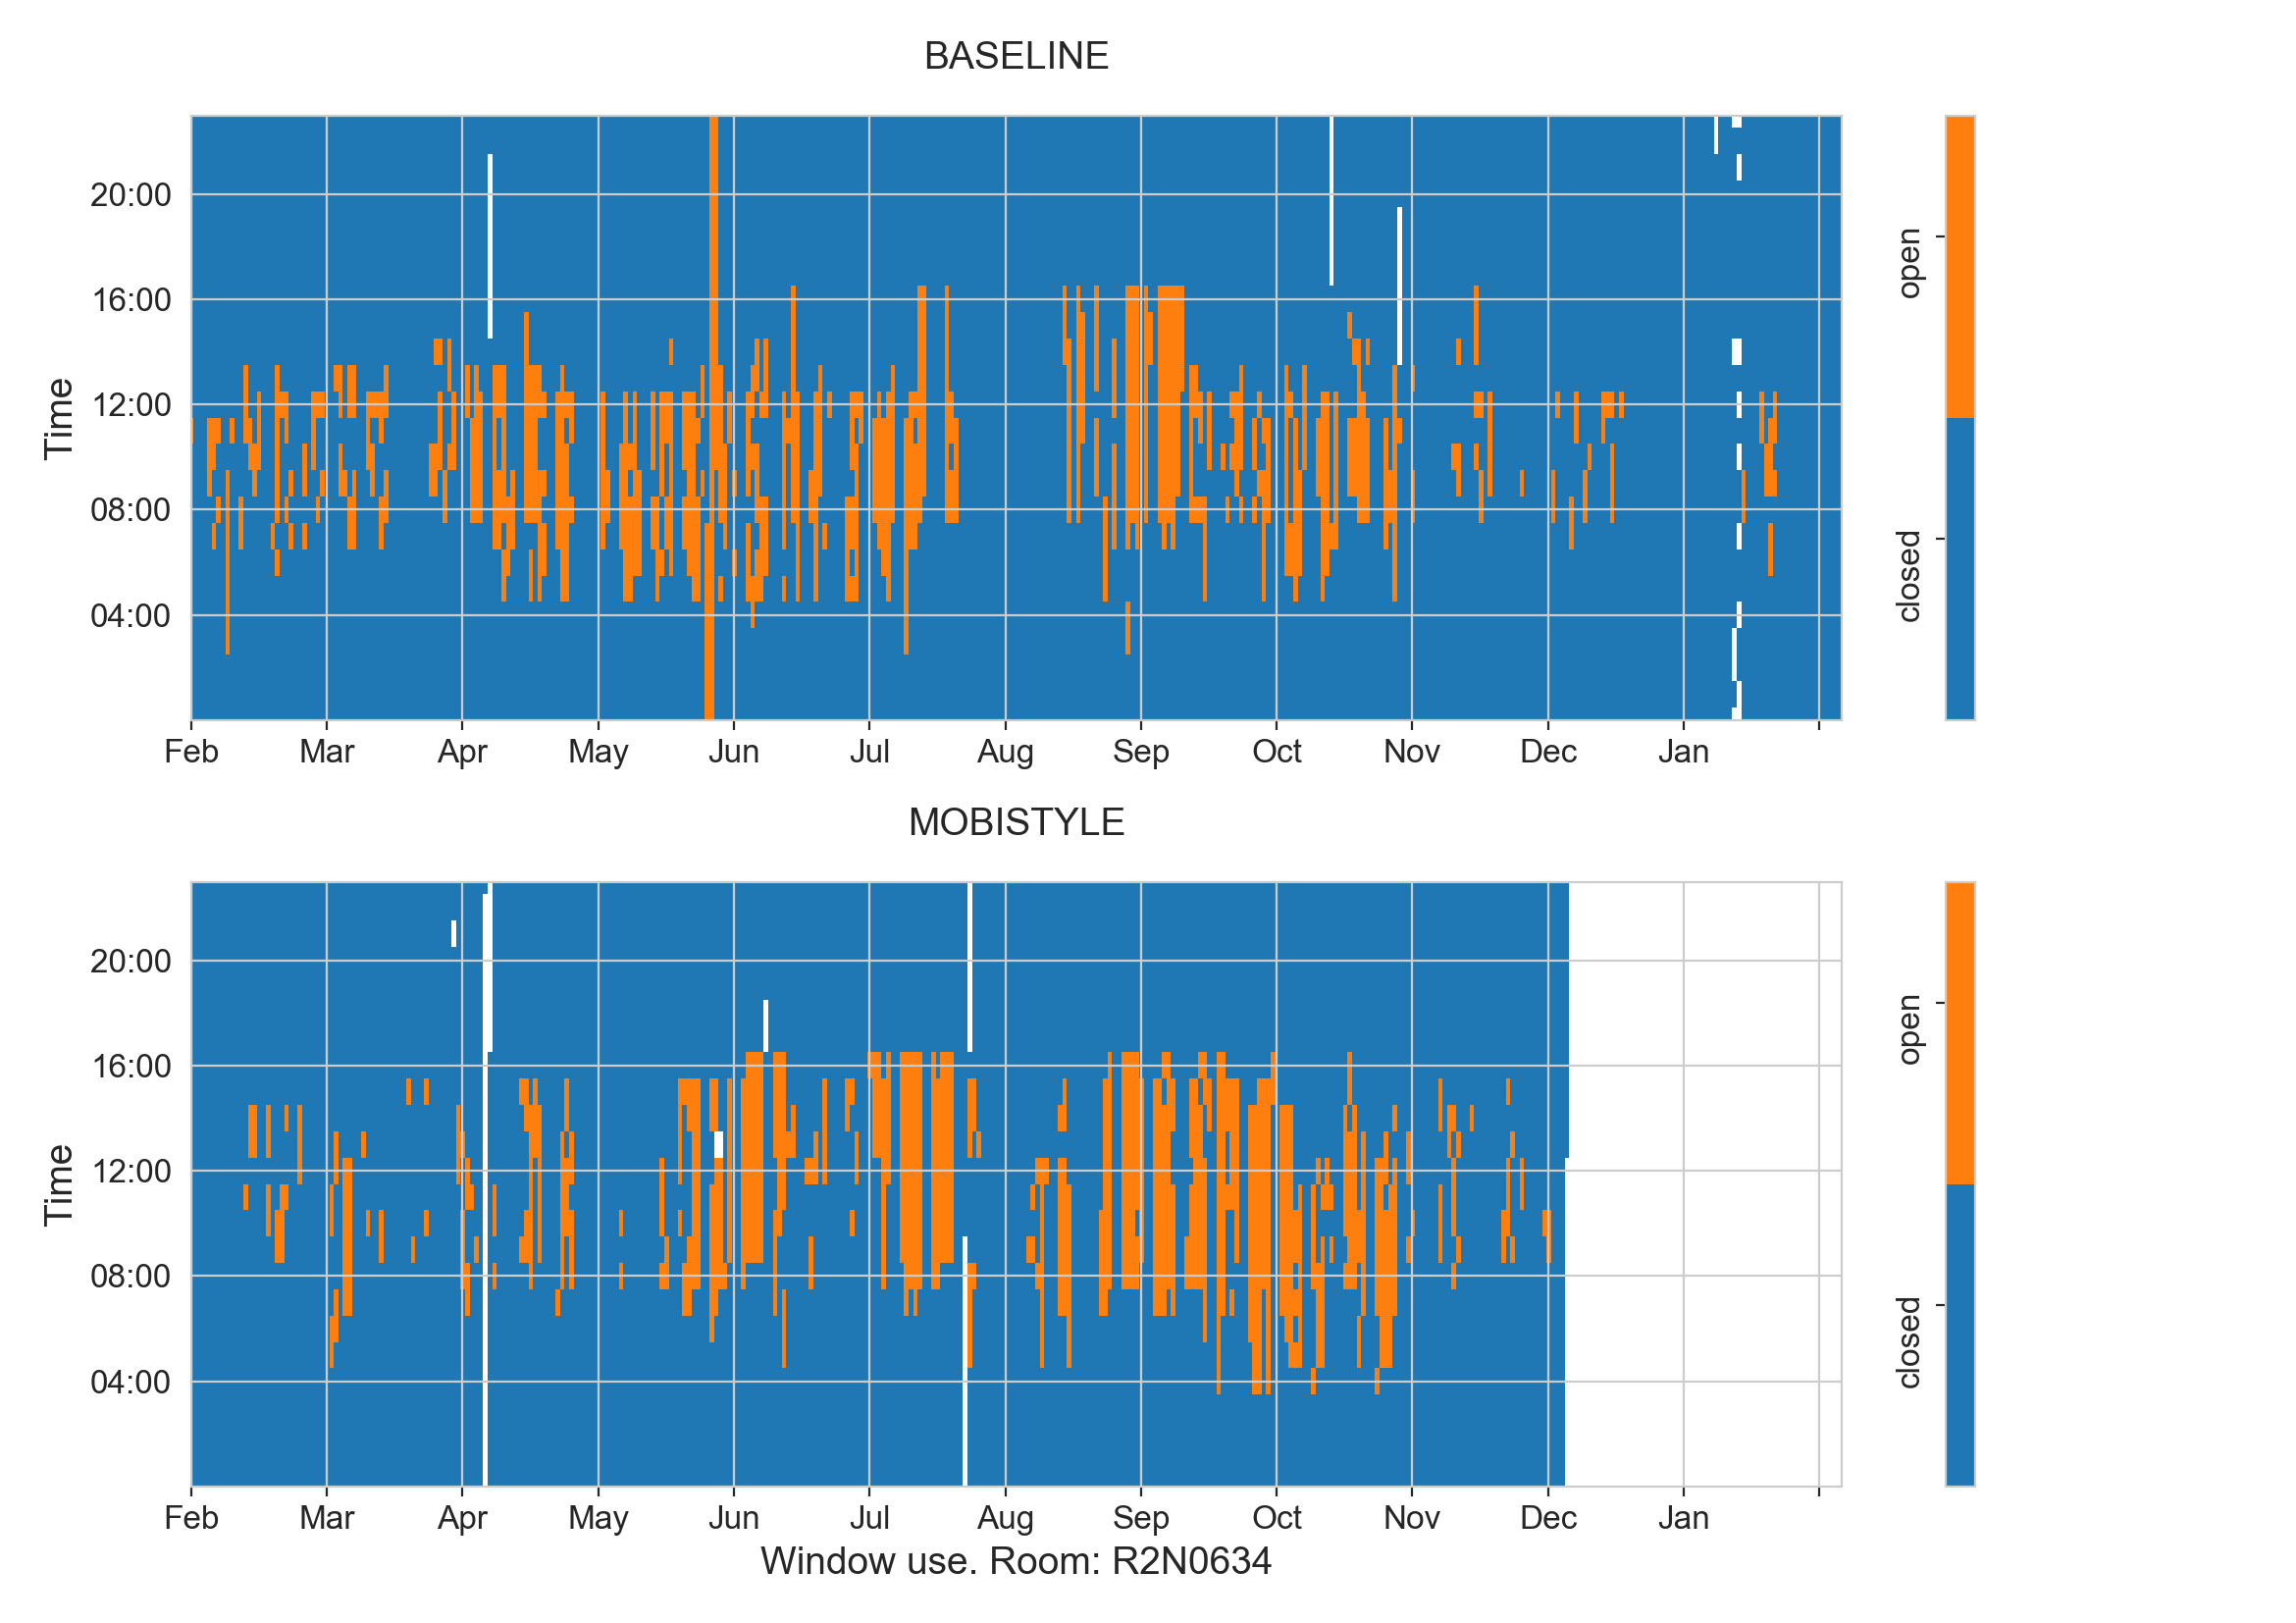 BASELINE
20:00
16:00
12:00
08:00
04:00
Time
open
closed
Feb Mar Apr May Jun Jul Aug Sep Oct Nov Dec Jan
MOBISTYLE
20:00
16:00
12:00
08:00
04:00
Time
open
closed
Feb Mar Apr May Jun Jul Aug Sep Oct Nov Dec Jan
Window use. Room: R2N0634